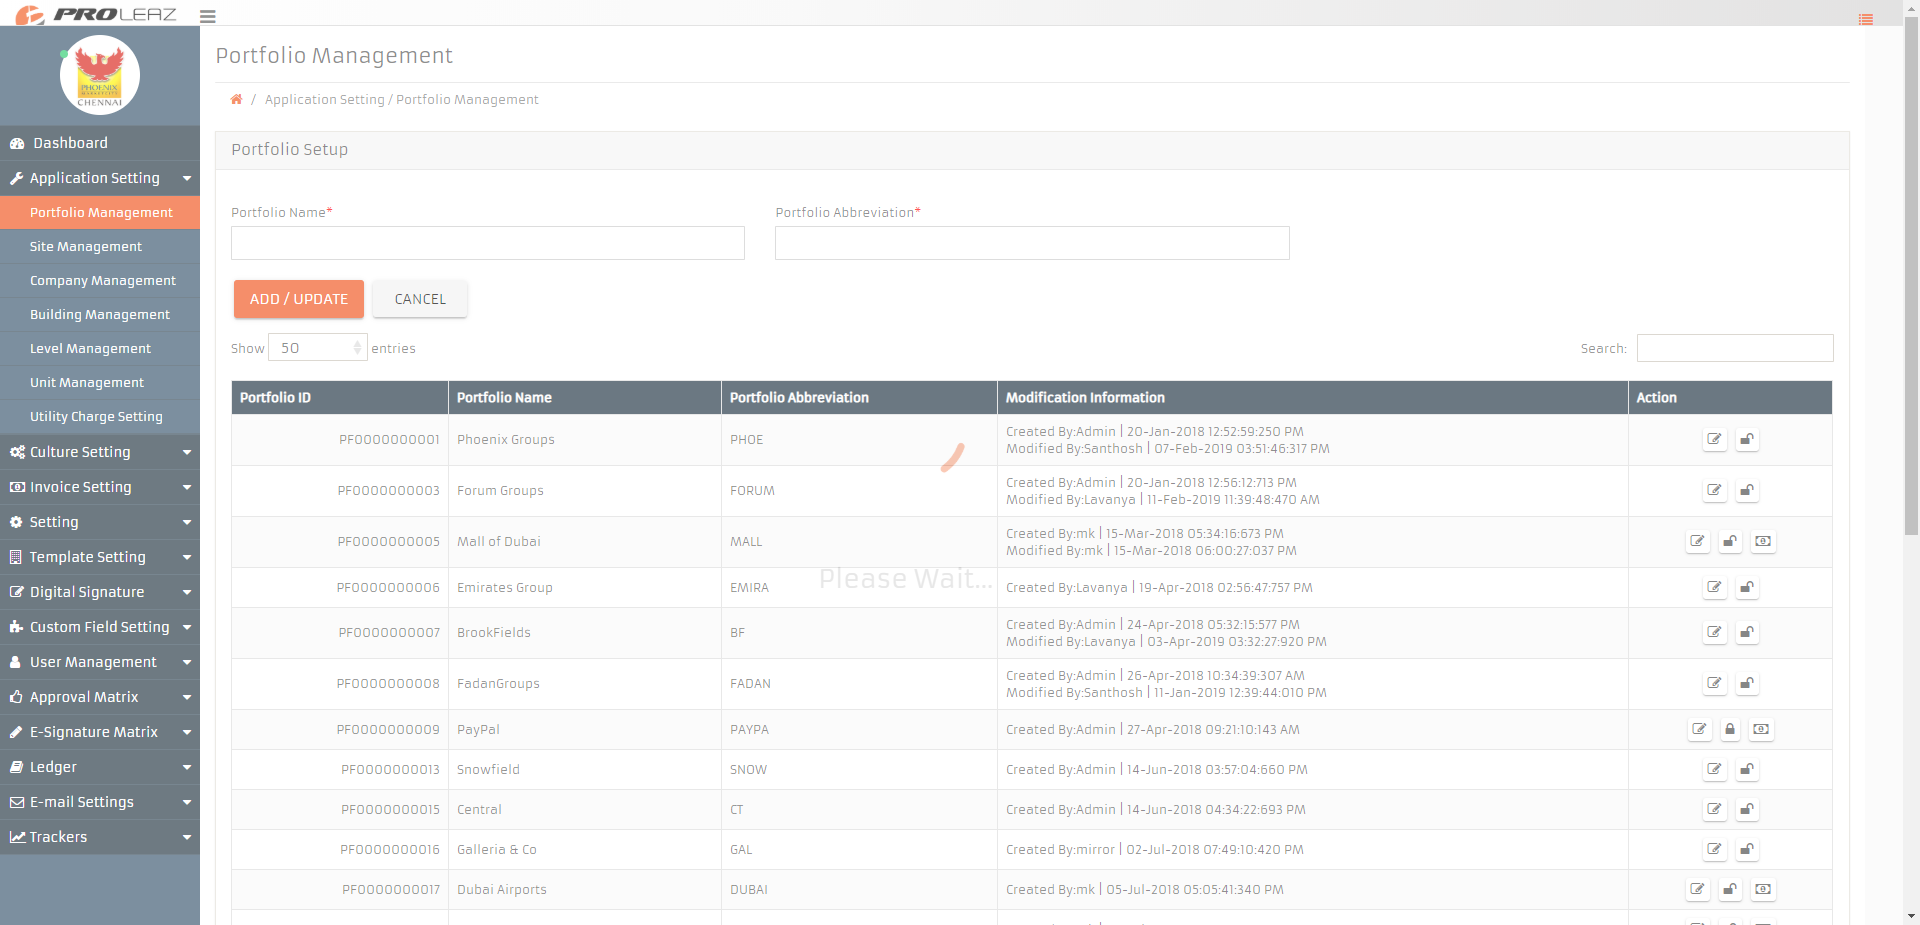 PROLEAZ
PHOENIX
MARKETCITY
CHENNAI
Dashboard
Application Setting
Portfolio Management
Site Management
Company Management
Building Management
Level Management
Unit Management
Utility Charge Setting
Culture Setting
Invoice Setting
Setting
Template Setting
Digital Signature
Custom Field Setting
User Management
Approval Matrix
E-Signature Matrix
Ledger
E-mail Settings
Trackers
Portfolio Management
/ Application Setting / Portfolio Management
Portfolio Setup
Portfolio Name* Portfolio Abbreviation*
ADD / UPDATE CANCEL
Show 50 entries Search:
Portfolio ID Portfolio Name Portfolio Abbreviation Modification Information Action
PF0000000001 Phoenix Groups PHOE Created By:Admin | 20-Jan-2018 12:52:59:250 PM
Modified By:Santhosh | 07-Feb-2019 03:51:46:317 PM
PF0000000003 Forum Groups FORUM Created By:Admin | 20-Jan-2018 12:56:12:713 PM
Modified By:Lavanya | 11-Feb-2019 11:39:48:470 AM
PF0000000005 Mall of Dubai MALL Created By:mk | 15-Mar-2018 05:34:16:673 PM
Modified By:mk | 15-Mar-2018 06:00:27:037 PM
Please Wait...
PF0000000006 Emirates Group EMIRA Created By:Lavanya | 19-Apr-2018 02:56:47:757 PM
PF0000000007 BrookFields BF Created By:Admin | 24-Apr-2018 05:32:15:577 PM
Modified By:Lavanya | 03-Apr-2019 03:32:27:920 PM
PF0000000008 FadanGroups FADAN Created By:Admin | 26-Apr-2018 10:34:39:307 AM
Modified By:Santhosh | 11-Jan-2019 12:39:44:010 PM
PF0000000009 PayPal PAYPA Created By:Admin | 27-Apr-2018 09:21:10:143 AM
PF0000000013 Snowfield SNOW Created By:Admin | 14-Jun-2018 03:57:04:660 PM
PF0000000015 Central CT Created By:Admin | 14-Jun-2018 04:34:22:693 PM
PF0000000016 Galleria & Co GAL Created By:mirror | 02-Jul-2018 07:49:10:420 PM
PF0000000017 Dubai Airports DUBAI Created By:mk | 05-Jul-2018 05:05:41:340 PM